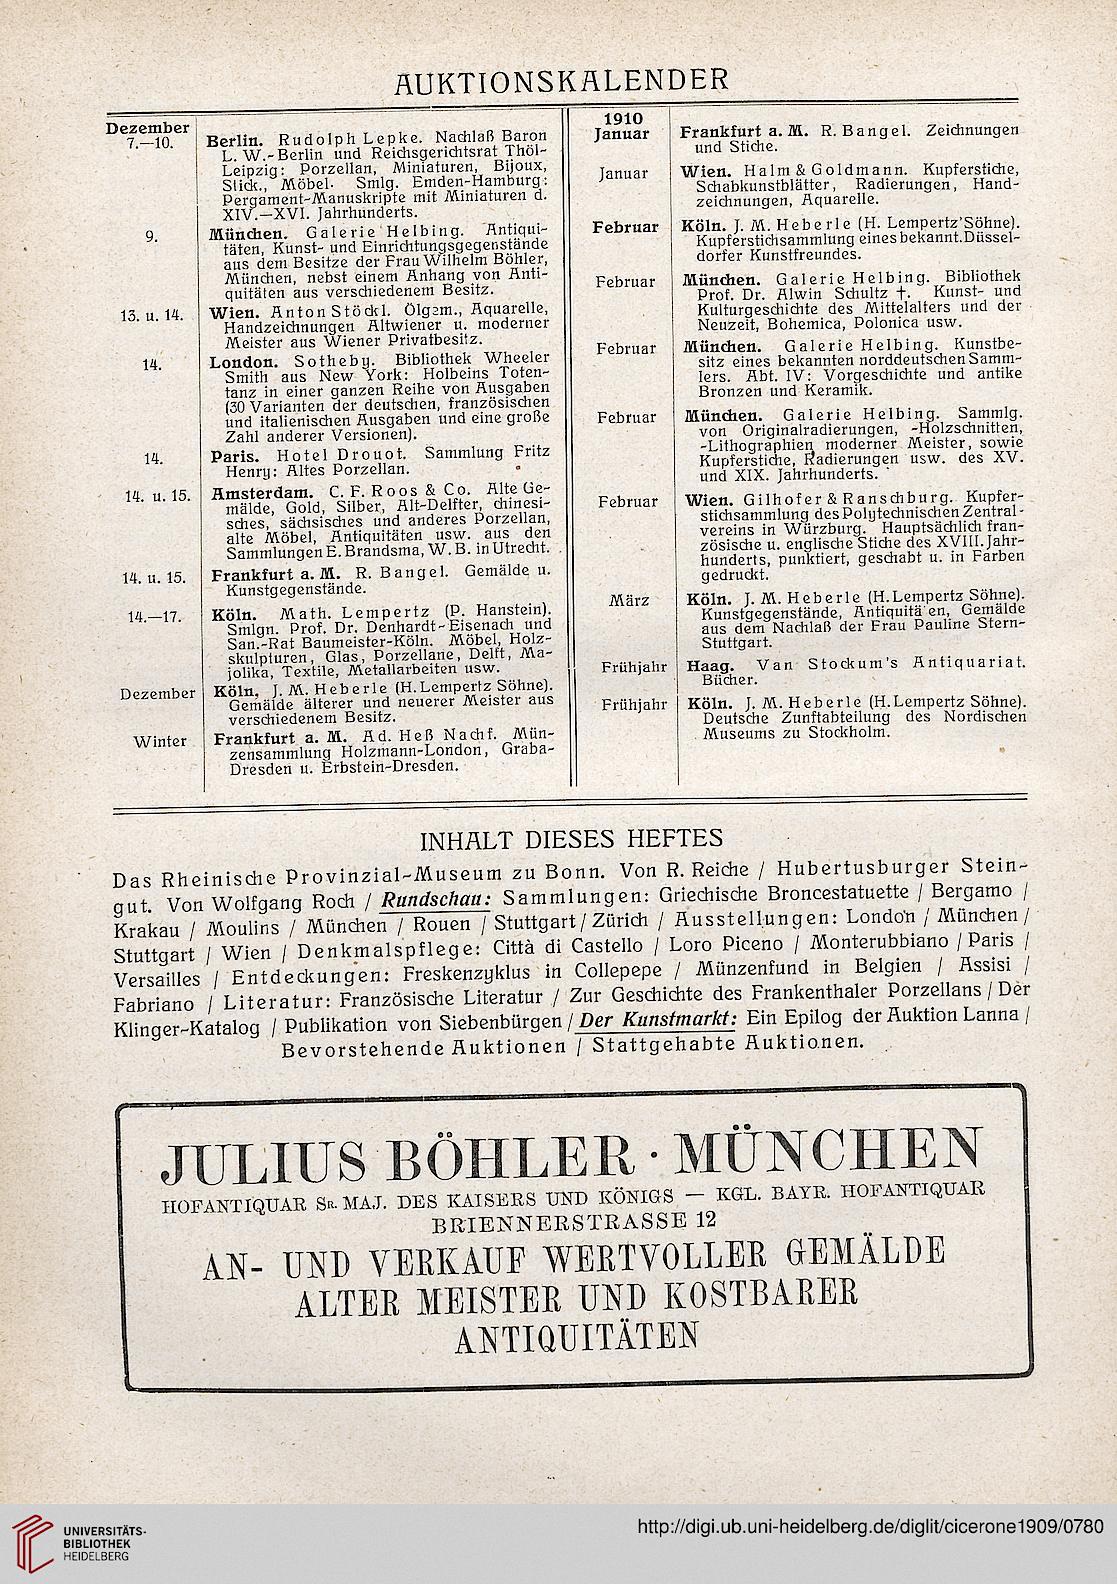 AUKTIONSKALENDER
Dezember
7.—10.
Berlin. Rudolph Lepke. Nachlaß Baron
L. W.-Berlin und Reichsgerichtsrat Thöl-
Leipzig: Porzellan, Miniaturen, Bijoux,
Stick., Möbel. Smlg. Emden-Hamburg:
Pergament-Manuskripte mit Miniaturen d.
XIV.—XVI. Jahrhunderts.
9.
München. Galerie Helbing. Antiqui-
täten, Kunst- und Einrichtungsgegenstände
aus dem Besitze der Frau Wilhelm Böhler,
München, nebst einem Anhang von Anti-
quitäten aus verschiedenem Besitz.
13. u. 14.
Wien. Anton Stöckl. Ölgem., Aquarelle,
Handzeichnungen Altwiener u. moderner
Meister aus Wiener Privatbesitz.
14.
London. Sotheby. Bibliothek Wheeler
Smith aus New York: Holbeins Toten-
tanz in einer ganzen Reihe von Ausgaben
(30 Varianten der deutschen, französischen
und italienischen Ausgaben und eine große
Zahl anderer Versionen).
14.
Paris. Hotel Drouot. Sammlung Fritz
Henry: Altes Porzellan.
14. u. 15.
Amsterdam. C. F. Roos & Co. Alte Ge-
mälde, Gold, Silber, Alt-Delfter, chinesi-
sches, sächsisches und anderes Porzellan,
alte Möbel, Antiquitäten usw. aus den
Sammlungen E. Brandsma, W. B. in Utrecht.
14. u. 15.
Frankfurt a. M. R. Bangel. Gemälde u.
Kunstgegenstände.
14.—17.
Köln. Math. Lempertz (P. Hanstein).
Smlgn. Prof. Dr. Denhardt-Eisenach und
San.-Rat Baumeister-Köln. Möbel, Holz-
skulpturen, Glas, Porzellane, Delft, Ma-
jolika, Textile, Metallarbeiten usw.
Dezember
Köln. J. M. Heberle (H. Lempertz Söhne).
Gemälde älterer und neuerer Meister aus
verschiedenem Besitz.
Winter
Frankfurt a. M. Ad. Heß Nachf. Mün-
zensammlung Holzmann-London, Graba-
Dresden u. Erbstein-Dresden.
1910
Januar
Frankfurt a. M. R. Bangel. Zeichnungen
und Stiche.
Januar
Wien. Halm & Goldmann. Kupferstiche,
Schabkunstblätter, Radierungen, Hand-
zeichnungen, Aquarelle.
Februar
Köln. J. M. Heberle (H. Lempertz'Söhne).
Kupferstichsammlung eines bekannt. Düssel-
dorfer Kunstfreundes.
Februar
München. Galerie Helbing. Bibliothek
Prof. Dr. Alwin Schultz †. Kunst- und
Kulturgeschichte des Mittelalters und der
Neuzeit, Bohemica, Polonica usw.
Februar
München. Galerie Helbing. Kunstbe-
sitz eines bekannten norddeutschen Samm-
lers. Abt. IV: Vorgeschichte und antike
Bronzen und Keramik.
Februar
München. Galerie Helbing. Sammlg.
von Originalradierungen, -Holzschnitten,
-Lithographien moderner Meister, sowie
Kupferstiche, Radierungen usw. des XV.
und XIX. Jahrhunderts.
Februar
Wien. Gilhofer & Ranschburg. Kupfer-
stichsammlung des Polytechnischen Zentral-
vereins in Würzburg. Hauptsächlich fran-
zösische u. englische Stiche des XVIII. Jahr-
hunderts, punktiert, geschabt u. in Farben
gedruckt.
März
Köln. J. M. Heberle (H. Lempertz Söhne).
Kunstgegenstände, Antiquitä en, Gemälde
aus dem Nachlaß der Frau Pauline Stern-
Stuttgart.
Frühjahr
Haag. Van Stockum's Antiquariat.
Bücher.
Frühjahr
Köln. J. M. Heberle (H. Lempertz Söhne).
Deutsche Zunftabteilung des Nordischen
Museums zu Stockholm.
INHALT DIESES HEFTES
Das Rheinische Provinzial-Museum zu Bonn. Von R. Reiche / Hubertusburger Stein-
gut. Von Wolfgang Roch / Rundschau: Sammlungen: Griechische Broncestatuette / Bergamo /
Krakau / Moulins / München / Rouen / Stuttgart / Zürich / Ausstellungen: London / München /
Stuttgart / Wien / Denkmalspflege: Città di Castello / Loro Piceno / Monterubbiano / Paris /
Versailles / Entdeckungen: Freskenzyklus in Collepepe / Münzenfund in Belgien / Assisi /
Fabriano / Literatur: Französische Literatur / Zur Geschichte des Frankenthaler Porzellans / Der
Klinger-Katalog / Publikation von Siebenbürgen / Der Kunstmarkt: Ein Epilog der Auktion Lanna /
Bevorstehende Auktionen / Stattgehabte Auktionen.
JULIUS BÖHLER · MÜNCHEN
HOFANTIQUAR SR. MAJ. DES KAISERS UND KÖNIGS — KGL. BAYR. HOFANTIQUAR
BRIENNERSTRASSE 12
AN- UND VERKAUF WERTVOLLER GEMÄLDE
ALTER MEISTER UND KOSTBARER
ANTIQUITÄTEN
UNIVERSITÄTS-
BIBLIOTHEK
HEIDELBERG
http://digi.ub.uni-heidelberg.de/diglit/cicerone1909/0780